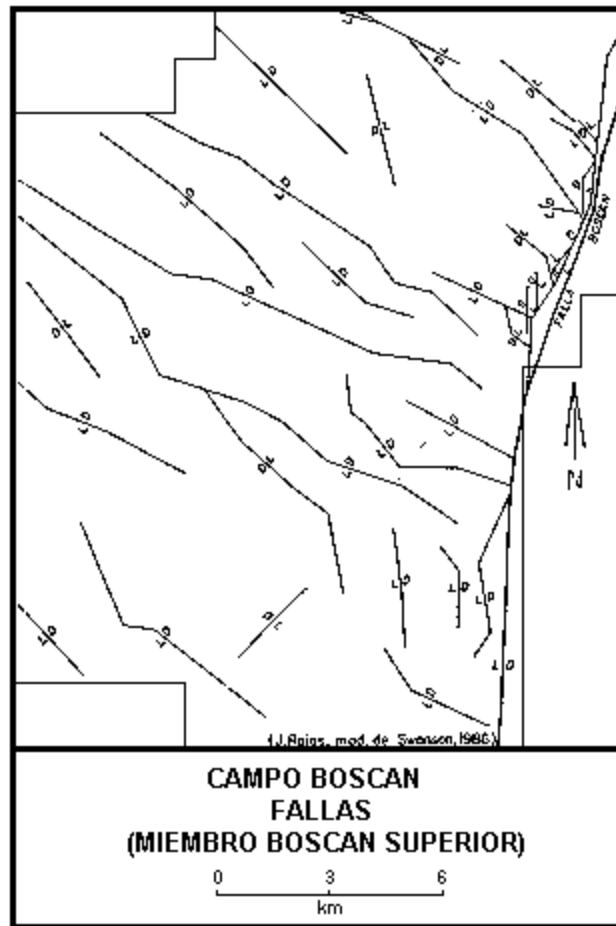 BOSCAN
FALLA
N
(J. Rojas, mod. de Swanson, 1986)
CAMPO BOSCAN
FALLAS
(MIEMBRO BOSCAN SUPERIOR)
0 3 6
km